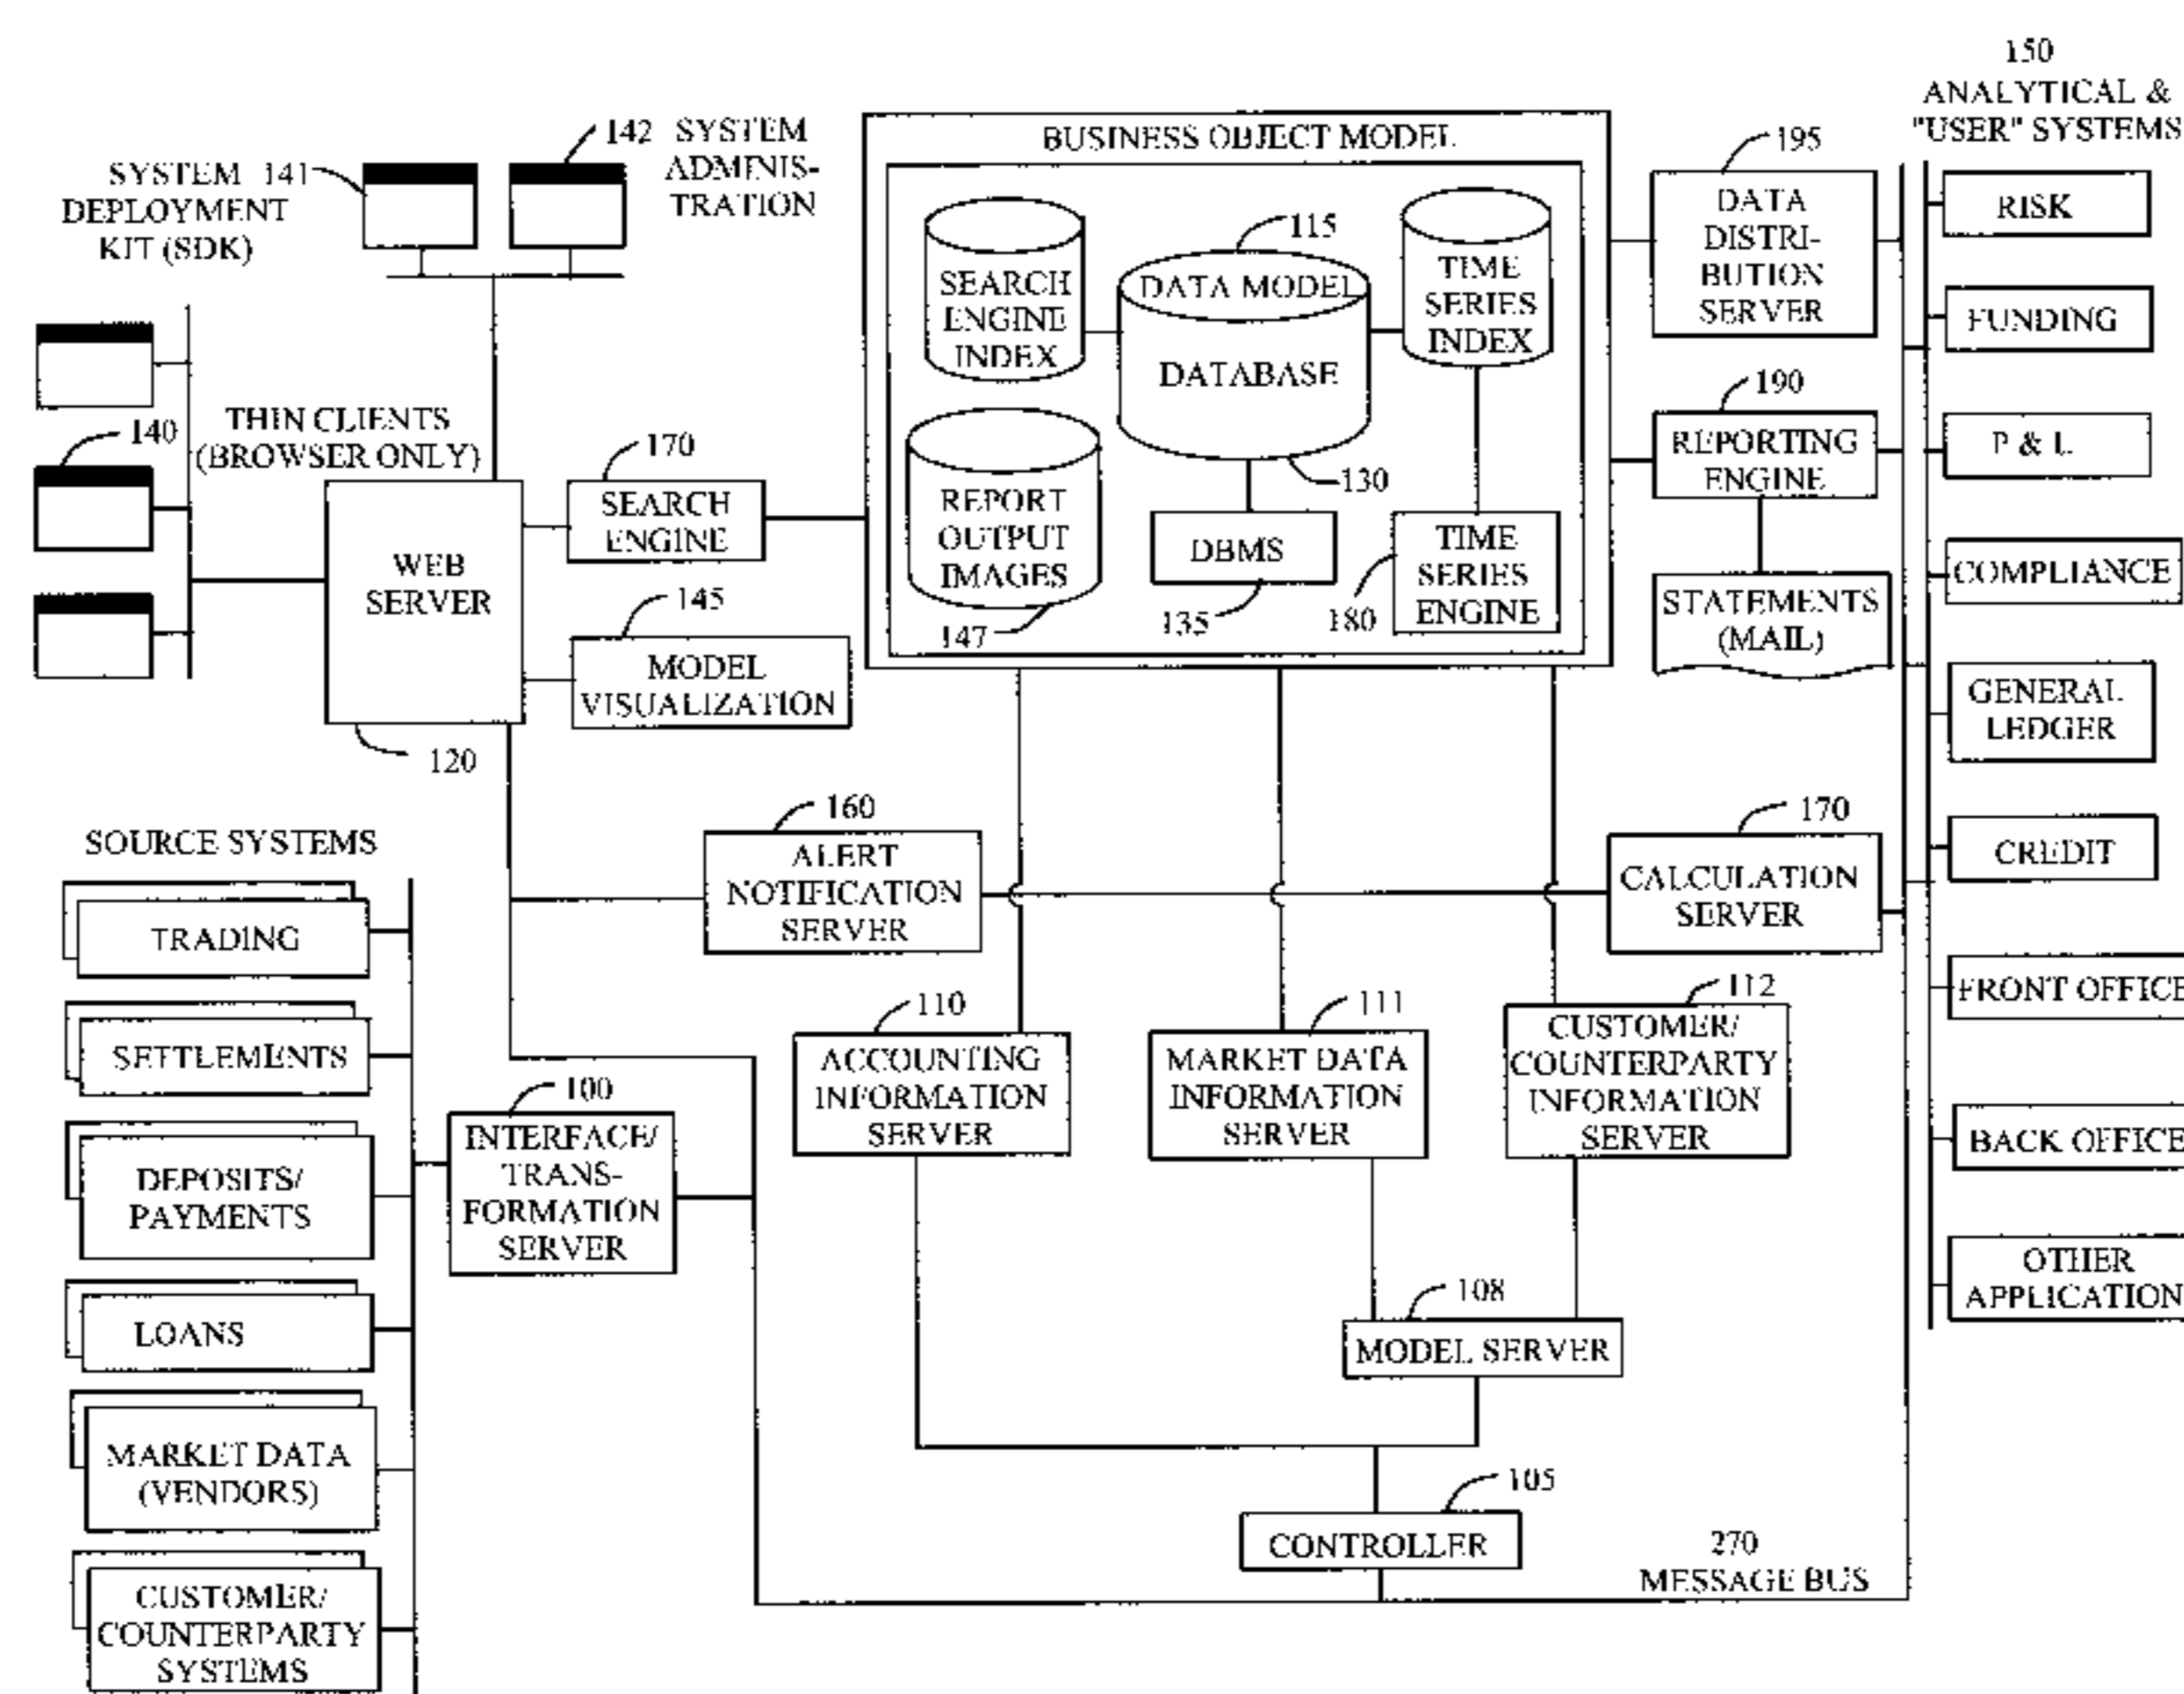 150
ANALYTICAL &
"USER" SYSTEMS
142 SYSTEM
ADMINIS-
TRATION
SYSTEM 141
DEPLOYMENT
KIT (SDK)
BUSINESS OBJECT MODEL
SEARCH
ENGINE
INDEX
115
DATA MODEL
DATABASE
130
TIME
SERIES
INDEX
REPORT
OUTPUT
IMAGES
147
DBMS
135
TIME
SERIES
ENGINE
180
195
DATA
DISTRI-
BUTION
SERVER
190
REPORTING
ENGINE
STATEMENTS
(MAIL)
RISK
FUNDING
P & L
COMPLIANCE
GENERAL
LEDGER
CREDIT
FRONT OFFICE
BACK OFFICE
OTHER
APPLICATION
140
THIN CLIENTS
(BROWSER ONLY)
WEB
SERVER
120
170
SEARCH
ENGINE
145
MODEL
VISUALIZATION
160
ALERT
NOTIFICATION
SERVER
170
CALCULATION
SERVER
SOURCE SYSTEMS
TRADING
SETTLEMENTS
DEPOSITS/
PAYMENTS
LOANS
MARKET DATA
(VENDORS)
CUSTOMER/
COUNTERPARTY
SYSTEMS
100
INTERFACE/
TRANS-
FORMATION
SERVER
110
ACCOUNTING
INFORMATION
SERVER
111
MARKET DATA
INFORMATION
SERVER
112
CUSTOMER/
COUNTERPARTY
INFORMATION
SERVER
108
MODEL SERVER
105
CONTROLLER
270
MESSAGE BUS